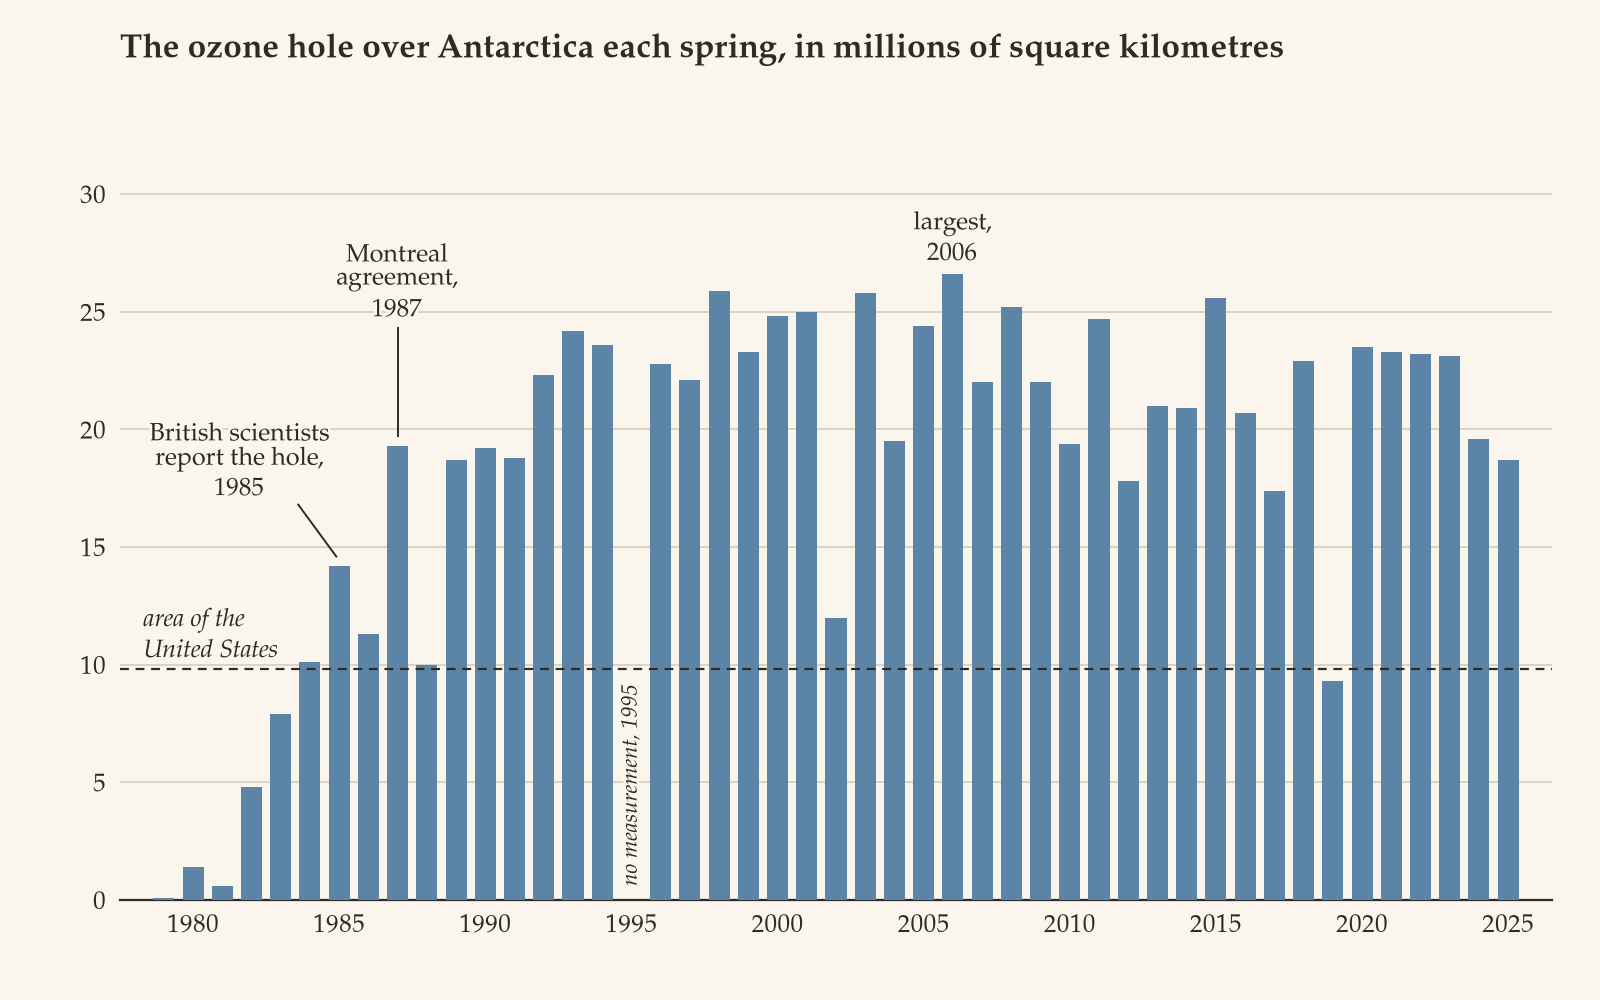 The ozone hole over Antarctica each spring, in millions of square kilometres
30
largest,
2006
Montreal
agreement,
1987
25
British scientists
report the hole,
1985
20
15
area of the
United States
10
no measurement, 1995
5
0
1980 1985 1990 1995 2000 2005 2010 2015 2020 2025